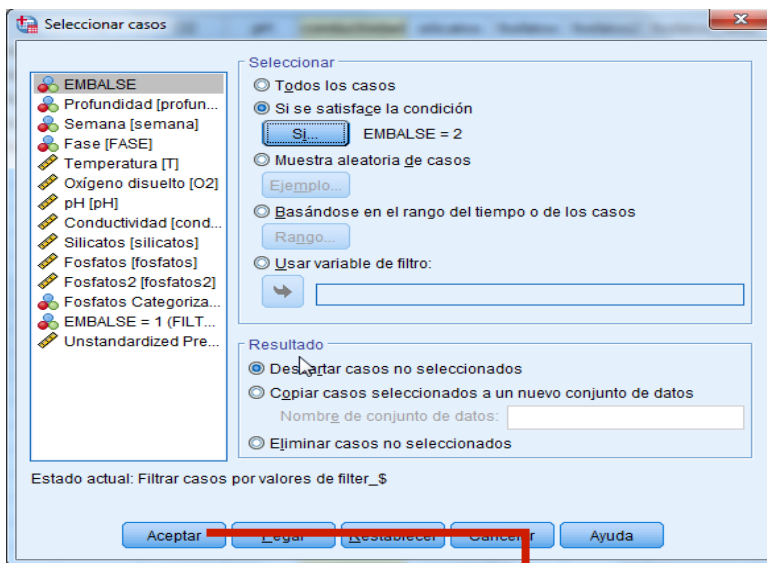 Seleccionar casos
EMBALSE
Profundidad [profun...
Semana [semana]
Fase [FASE]
Temperatura [T]
Oxígeno disuelto [O2]
pH [pH]
Conductividad [cond...
Silicatos [silicatos]
Fosfatos [fosfatos]
Fosfatos2 [fosfatos2]
Fosfatos Categoriza...
EMBALSE = 1 (FILT...
Unstandardized Pre...
Seleccionar
Todos los casos
Si se satisface la condición
Si... EMBALSE = 2
Muestra aleatoria de casos
Ejemplo...
Basándose en el rango del tiempo o de los casos
Rango...
Usar variable de filtro:
Resultado
Descartar casos no seleccionados
Copiar casos seleccionados a un nuevo conjunto de datos
Nombre de conjunto de datos:
Eliminar casos no seleccionados
Estado actual: Filtrar casos por valores de filter_$
Aceptar Pegar Restablecer Cancelar Ayuda